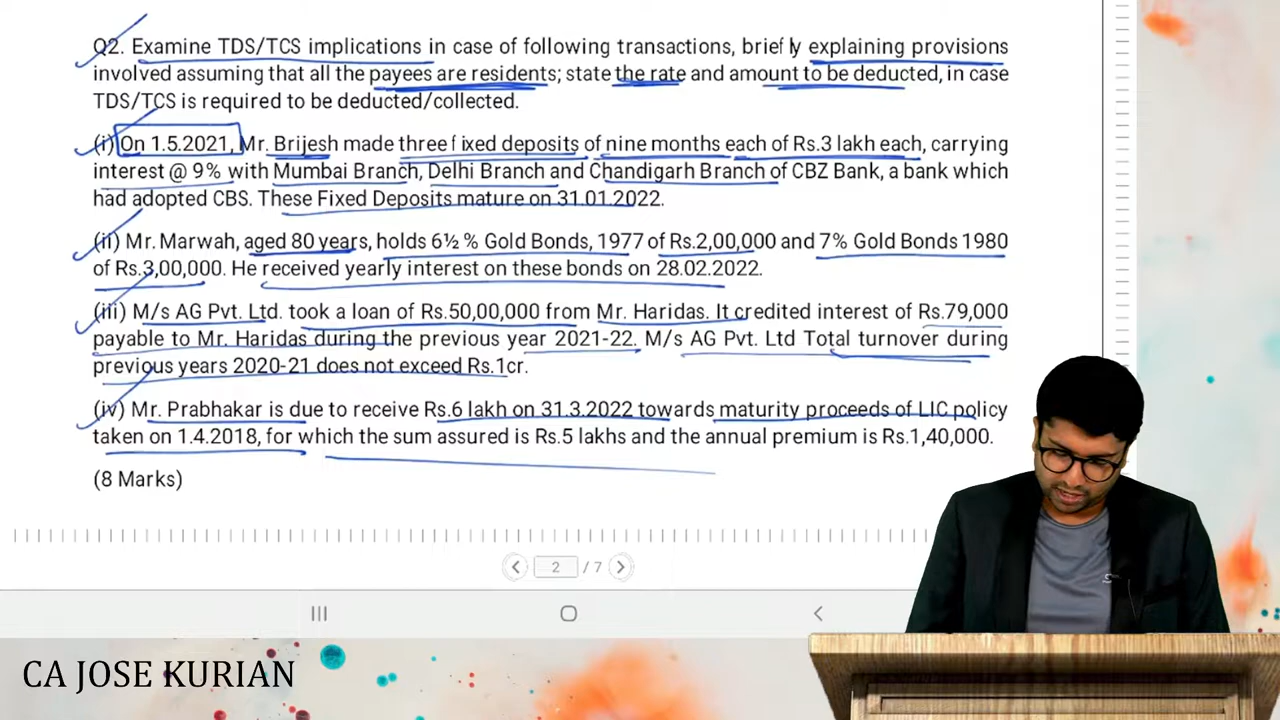 Q2. Examine TDS/TCS implications in case of following transactions, briefly explaining provisions
involved assuming that all the payees are residents; state the rate and amount to be deducted, in case
TDS/TCS is required to be deducted/collected.
(i) On 1.5.2021, Mr. Brijesh made three fixed deposits of nine months each of Rs.3 lakh each, carrying
interest @ 9% with Mumbai Branch, Delhi Branch and Chandigarh Branch of CBZ Bank, a bank which
had adopted CBS. These Fixed Deposits mature on 31.01.2022.
(ii) Mr. Marwah, aged 80 years, holds 6½ % Gold Bonds, 1977 of Rs.2,00,000 and 7% Gold Bonds 1980
of Rs.3,00,000. He received yearly interest on these bonds on 28.02.2022.
(iii) M/s AG Pvt. Ltd. took a loan of Rs.50,00,000 from Mr. Haridas. It credited interest of Rs.79,000
payable to Mr. Haridas during the previous year 2021-22. M/s AG Pvt. Ltd Total turnover during
previous years 2020-21 does not exceed Rs.1cr.
(iv) Mr. Prabhakar is due to receive Rs.6 lakh on 31.3.2022 towards maturity proceeds of LIC policy
taken on 1.4.2018, for which the sum assured is Rs.5 lakhs and the annual premium is Rs.1,40,000.
(8 Marks)
2 / 7
CA JOSE KURIAN